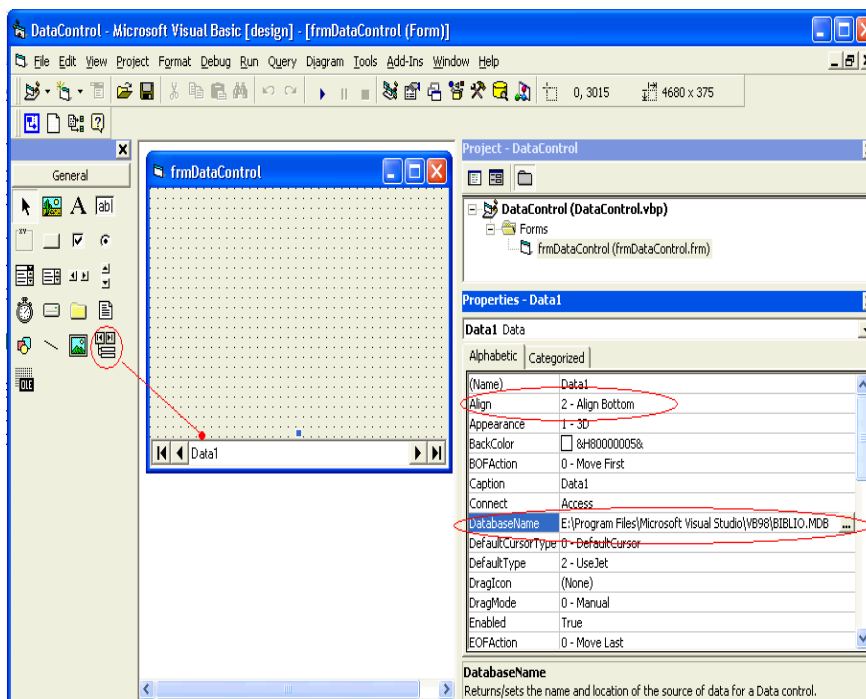 DataControl - Microsoft Visual Basic [design] - [frmDataControl (Form)]
File Edit View Project Format Debug Run Query Diagram Tools Add-Ins Window Help
0, 3015 4680 x 375
General
A ab|
XY
OLE
frmDataControl
Data1
Project - DataControl
DataControl (DataControl.vbp)
Forms
frmDataControl (frmDataControl.frm)
Properties - Data1
Data1 Data
Alphabetic Categorized
(Name) Data1
Align 2 - Align Bottom
Appearance 1 - 3D
BackColor &H80000005&
BOFAction 0 - Move First
Caption Data1
Connect Access
DatabaseName E:\Program Files\Microsoft Visual Studio\VB98\BIBLIO.MDB ...
DefaultCursorType 0 - DefaultCursor
DefaultType 2 - UseJet
DragIcon (None)
DragMode 0 - Manual
Enabled True
EOFAction 0 - Move Last
DatabaseName
Returns/sets the name and location of the source of data for a Data control.